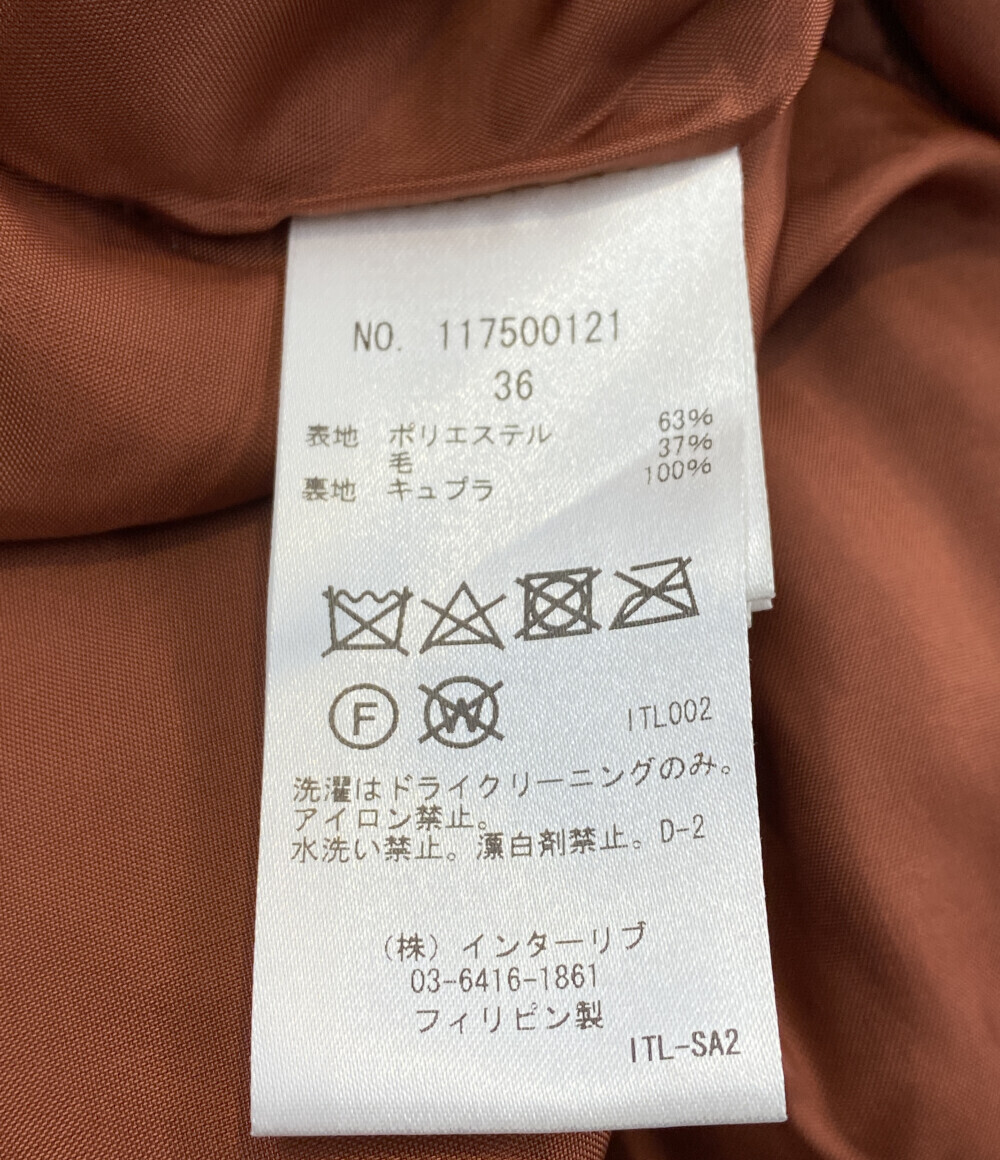 NO. 117500121
36
表地 ポリエステル 63%
毛 37%
裏地 キュプラ 100%
F W ITL002
洗濯はドライクリーニングのみ。
アイロン禁止。
水洗い禁止。漂白剤禁止。D-2
(株) インターリブ
03-6416-1861
フィリピン製
ITL-SA2